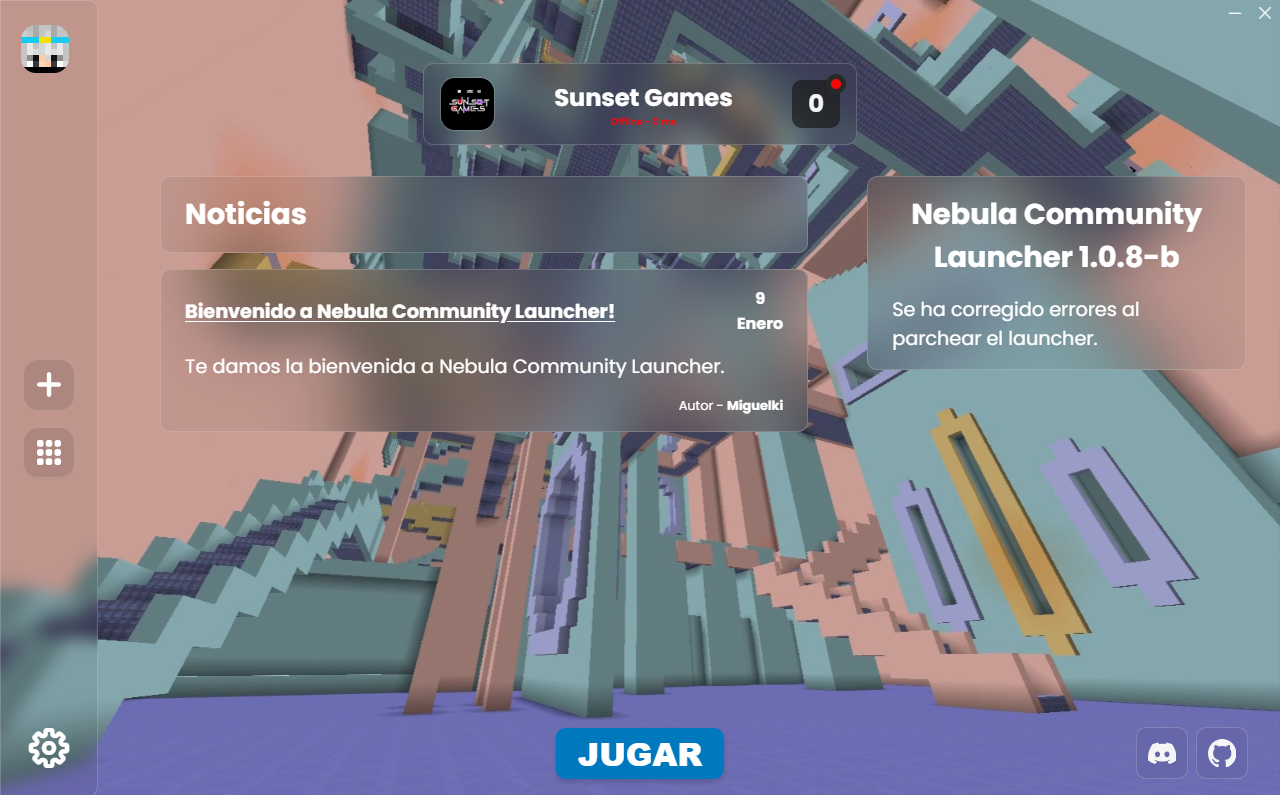 SUNSET
GAMES
Sunset Games
Offline - 0 ms
0
Noticias
Bienvenido a Nebula Community Launcher!
9
Enero
Te damos la bienvenida a Nebula Community Launcher.
Autor - Miguelki
Nebula Community
Launcher 1.0.8-b
Se ha corregido errores al
parchear el launcher.
JUGAR